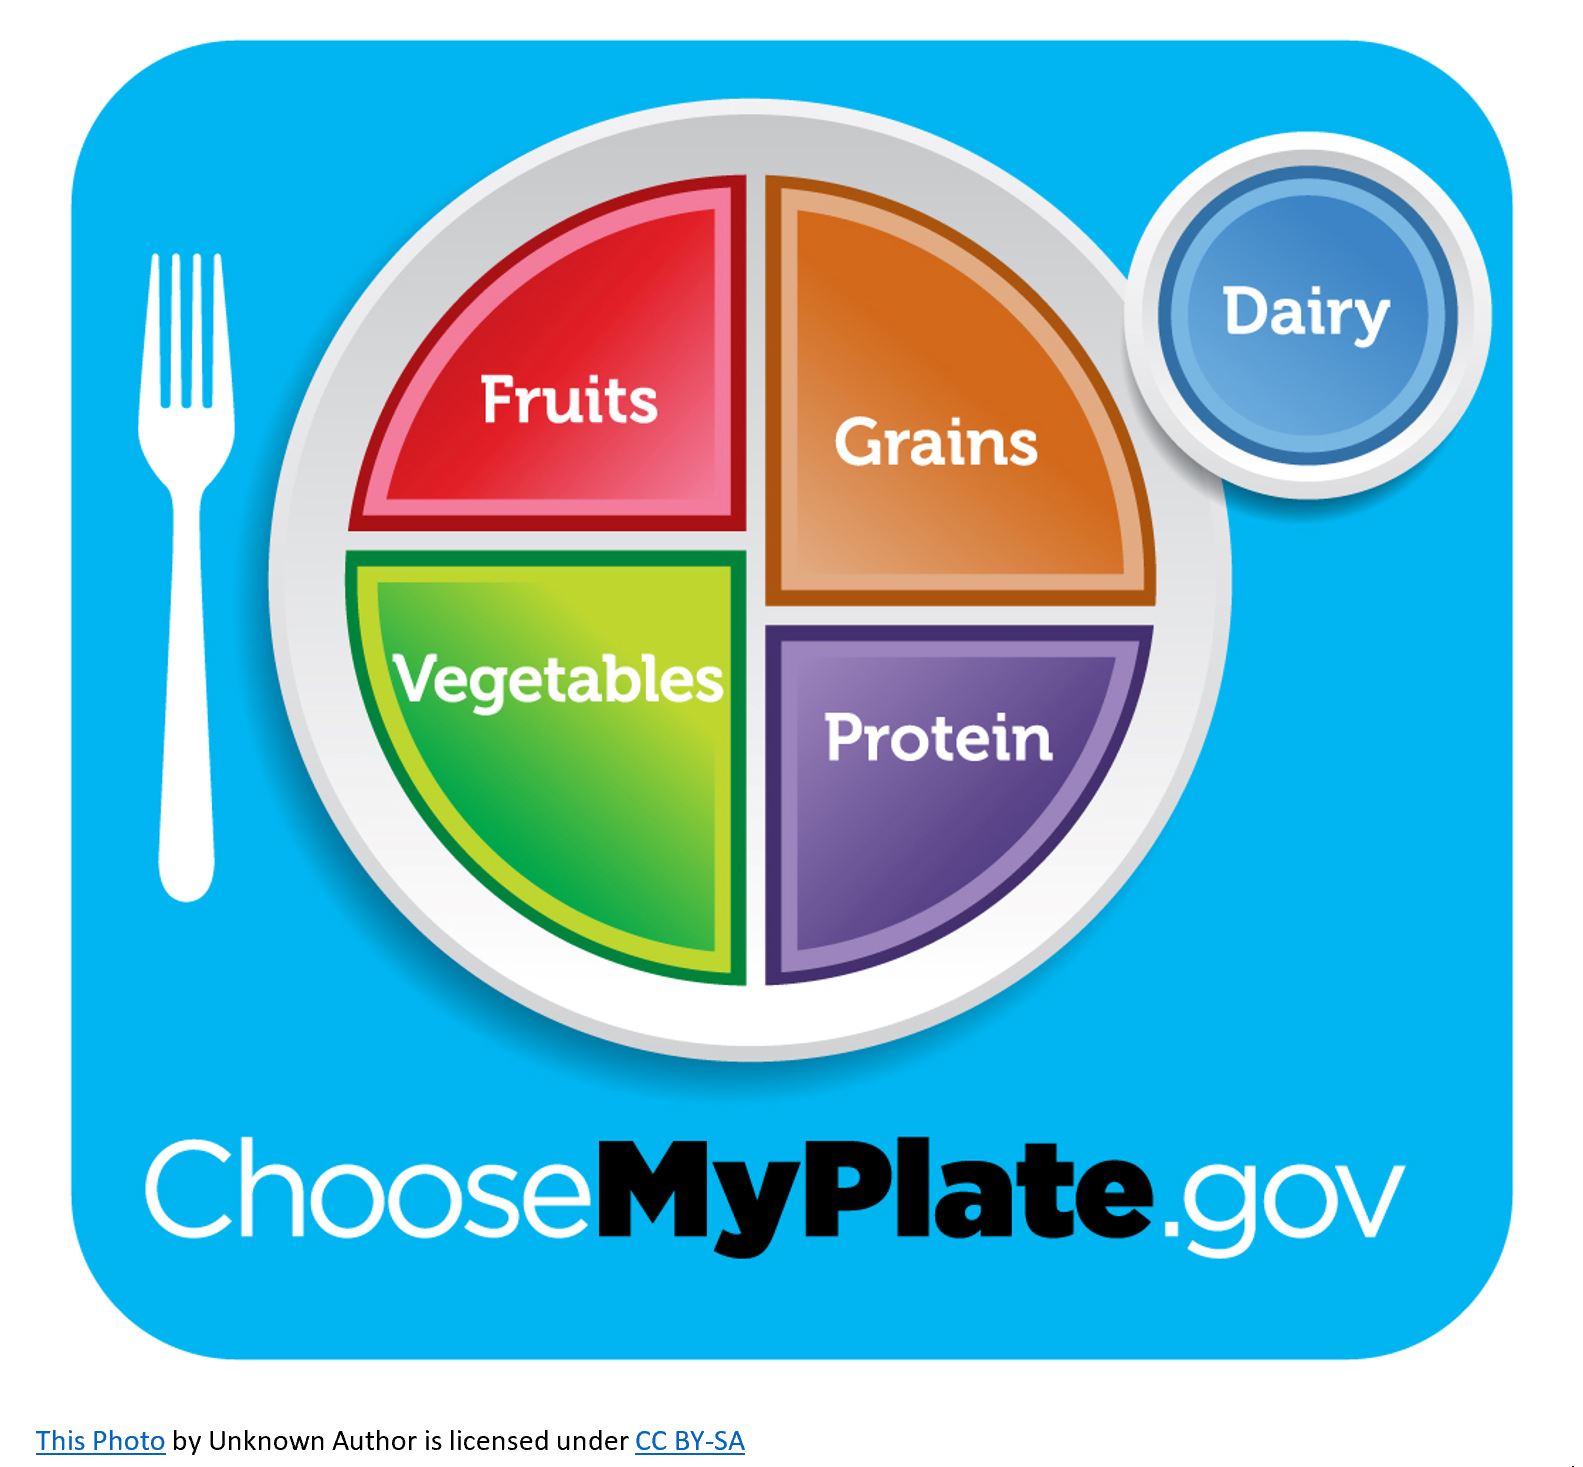 Dairy
Fruits
Grains
Vegetables
Protein
ChooseMyPlate.gov
This Photo by Unknown Author is licensed under CC BY-SA